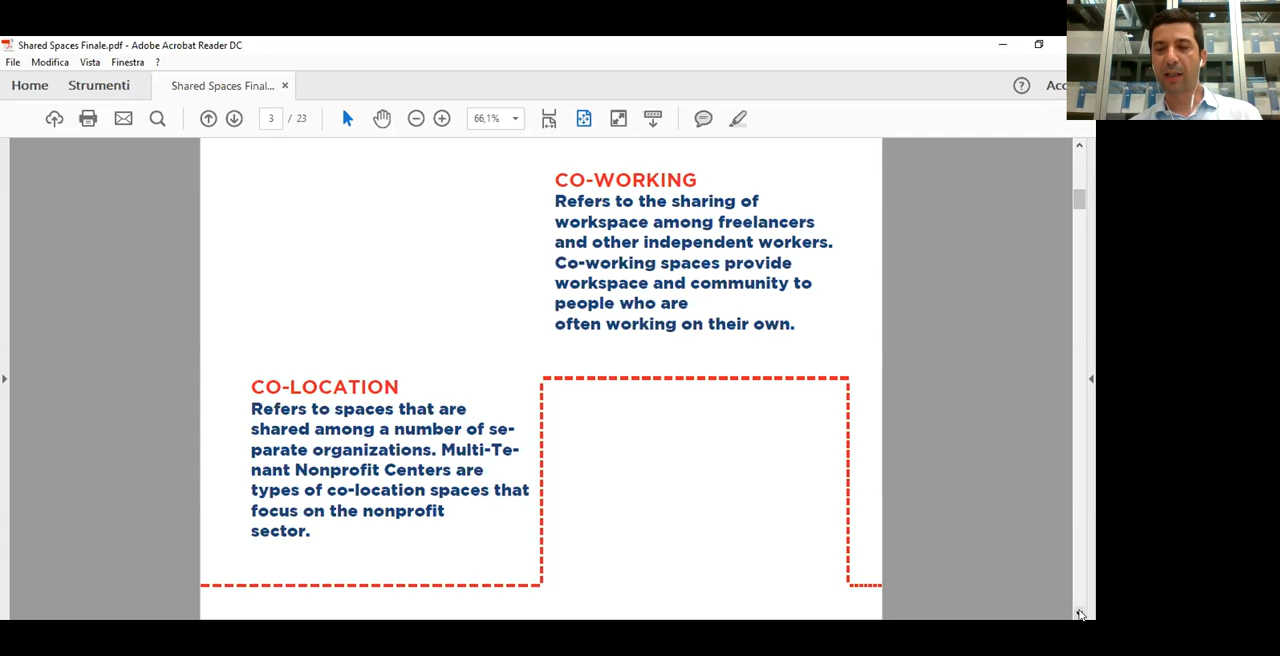 Shared Spaces Finale.pdf - Adobe Acrobat Reader DC
File Modifica Vista Finestra ?
Home Strumenti Shared Spaces Final... × ? Acc
3 / 23 66,1%
CO-WORKING
Refers to the sharing of
workspace among freelancers
and other independent workers.
Co-working spaces provide
workspace and community to
people who are
often working on their own.
CO-LOCATION
Refers to spaces that are
shared among a number of se-
parate organizations. Multi-Te-
nant Nonprofit Centers are
types of co-location spaces that
focus on the nonprofit
sector.